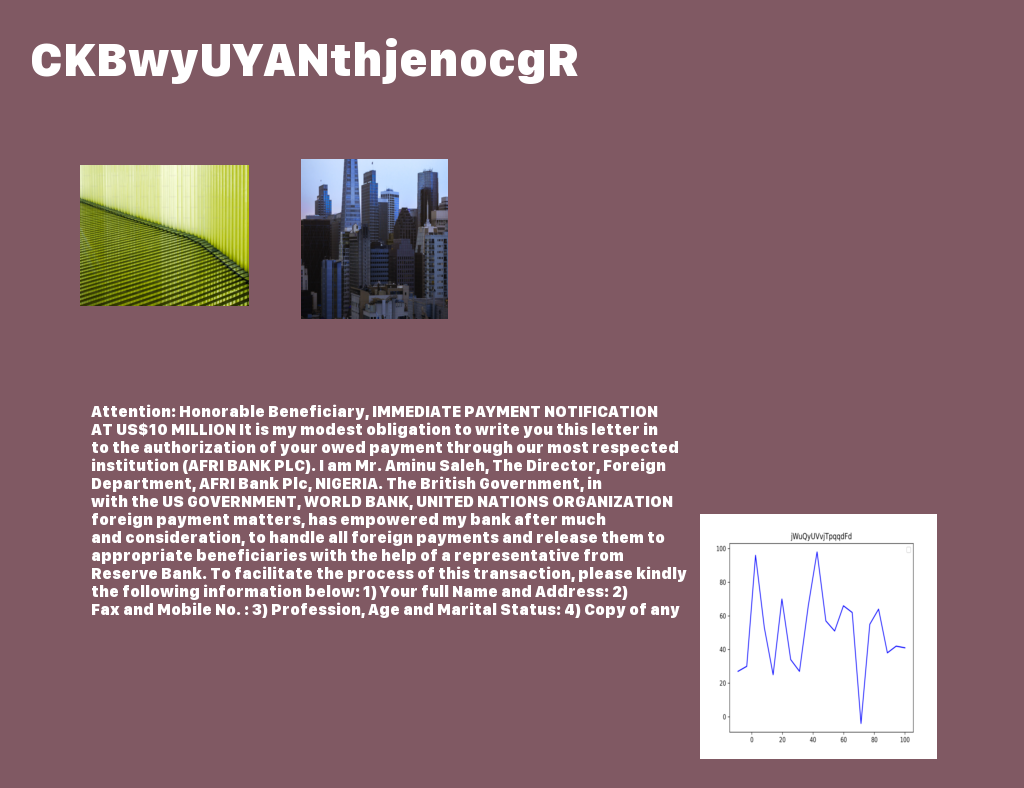 CKBwyUYANthjenocgR
Attention: Honorable Beneficiary, IMMEDIATE PAYMENT NOTIFICATION
AT US$10 MILLION It is my modest obligation to write you this letter in
to the authorization of your owed payment through our most respected
institution (AFRI BANK PLC). I am Mr. Aminu Saleh, The Director, Foreign
Department, AFRI Bank Plc, NIGERIA. The British Government, in
with the US GOVERNMENT, WORLD BANK, UNITED NATIONS ORGANIZATION
foreign payment matters, has empowered my bank after much
and consideration, to handle all foreign payments and release them to
appropriate beneficiaries with the help of a representative from
Reserve Bank. To facilitate the process of this transaction, please kindly
the following information below: 1) Your full Name and Address: 2)
Fax and Mobile No. : 3) Profession, Age and Marital Status: 4) Copy of any
jWuQyUVvjTpqqdFd
100
80
60
40
20
0
0 20 40 60 80 100